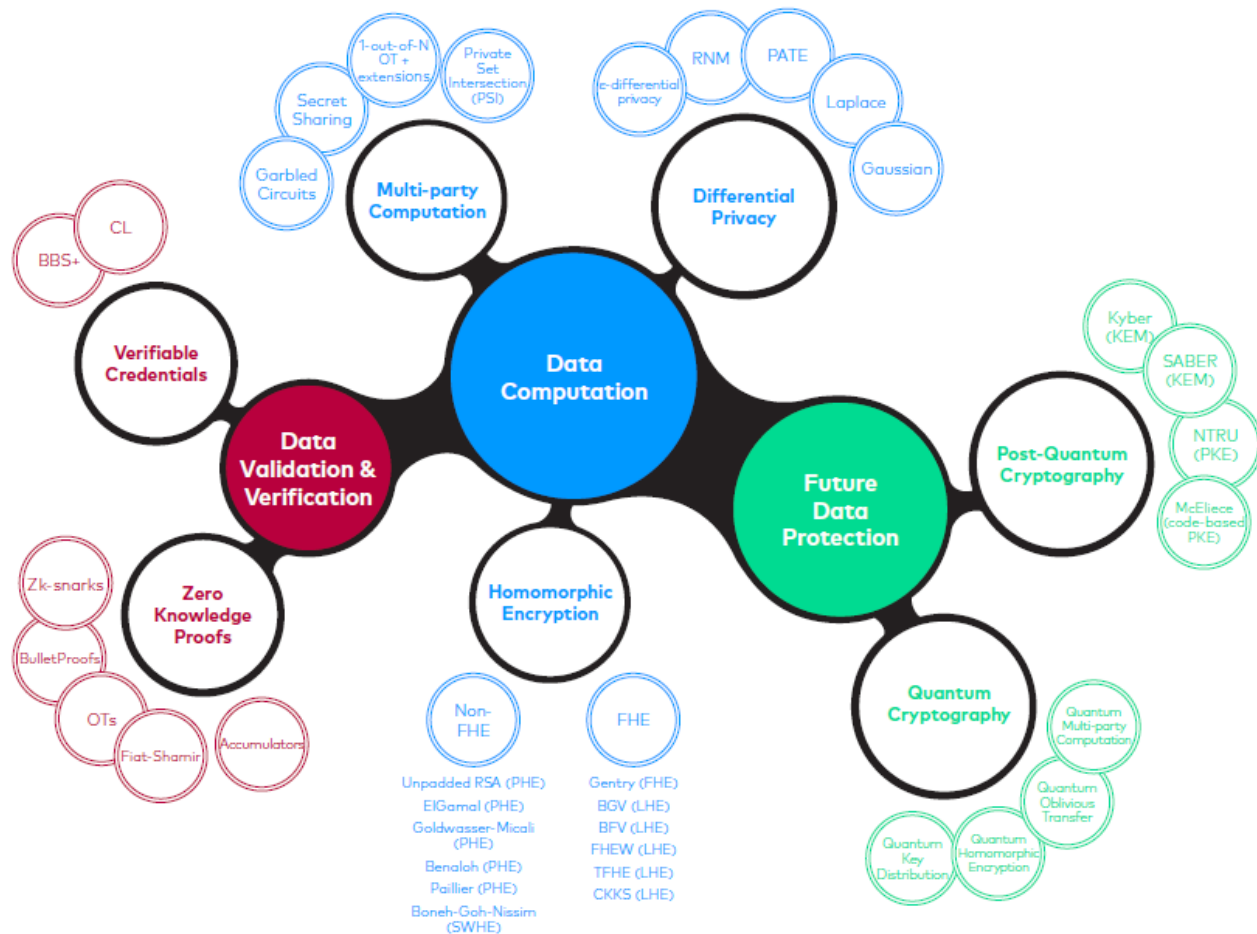 1-out-of-N
OT +
extensions
Private
Set
Intersection
(PSI)
Secret
Sharing
Garbled
Circuits
Multi-party
Computation
RNM
PATE
ε-differential
privacy
Laplace
Gaussian
Differential
Privacy
CL
BBS+
Verifiable
Credentials
Data
Computation
Data
Validation &
Verification
Kyber
(KEM)
SABER
(KEM)
NTRU
(PKE)
McEliece
(code-based
PKE)
Post-Quantum
Cryptography
Future
Data
Protection
Zk-snarks
BulletProofs
OTs
Fiat-Shamir
Accumulators
Zero
Knowledge
Proofs
Homomorphic
Encryption
Non-
FHE
Unpadded RSA (PHE)
ElGamal (PHE)
Goldwasser-Micali
(PHE)
Benaloh (PHE)
Paillier (PHE)
Boneh-Goh-Nissim
(SWHE)
FHE
Gentry (FHE)
BGV (LHE)
BFV (LHE)
FHEW (LHE)
TFHE (LHE)
CKKS (LHE)
Quantum
Cryptography
Quantum
Multi-party
Computation
Quantum
Oblivious
Transfer
Quantum
Homomorphic
Encryption
Quantum
Key
Distribution